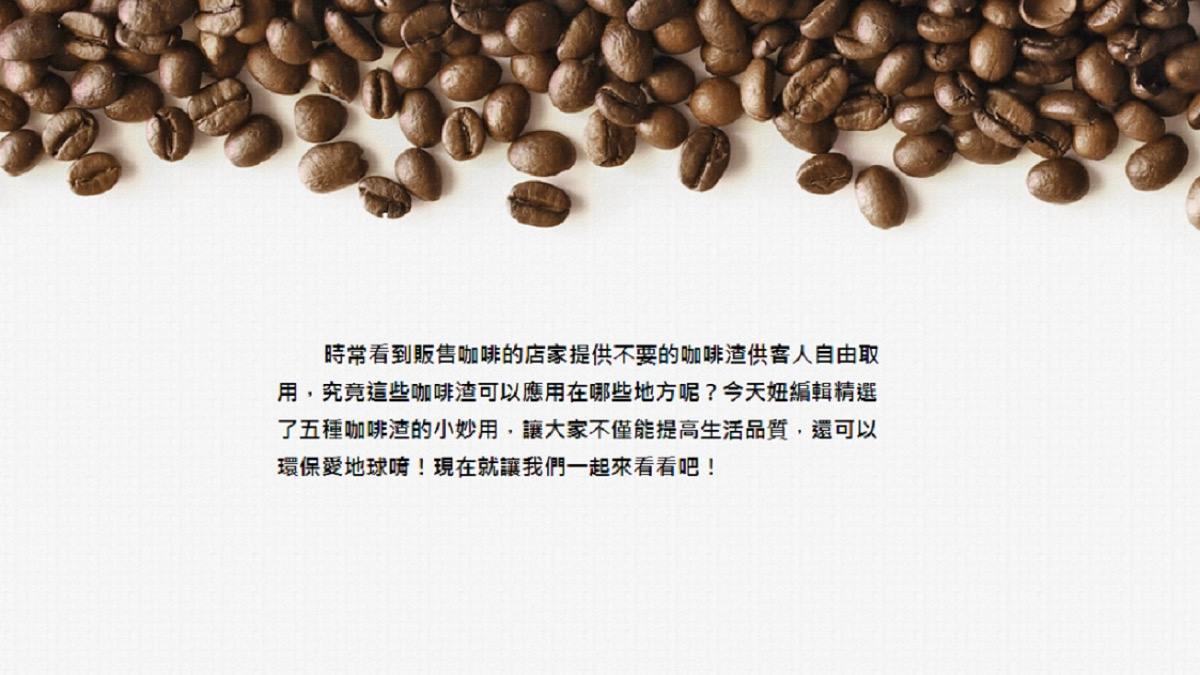 時常看到販售咖啡的店家提供不要的咖啡渣供客人自由取
用，究竟這些咖啡渣可以應用在哪些地方呢？今天妞編輯精選
了五種咖啡渣的小妙用，讓大家不僅能提高生活品質，還可以
環保愛地球唷！現在就讓我們一起來看看吧！